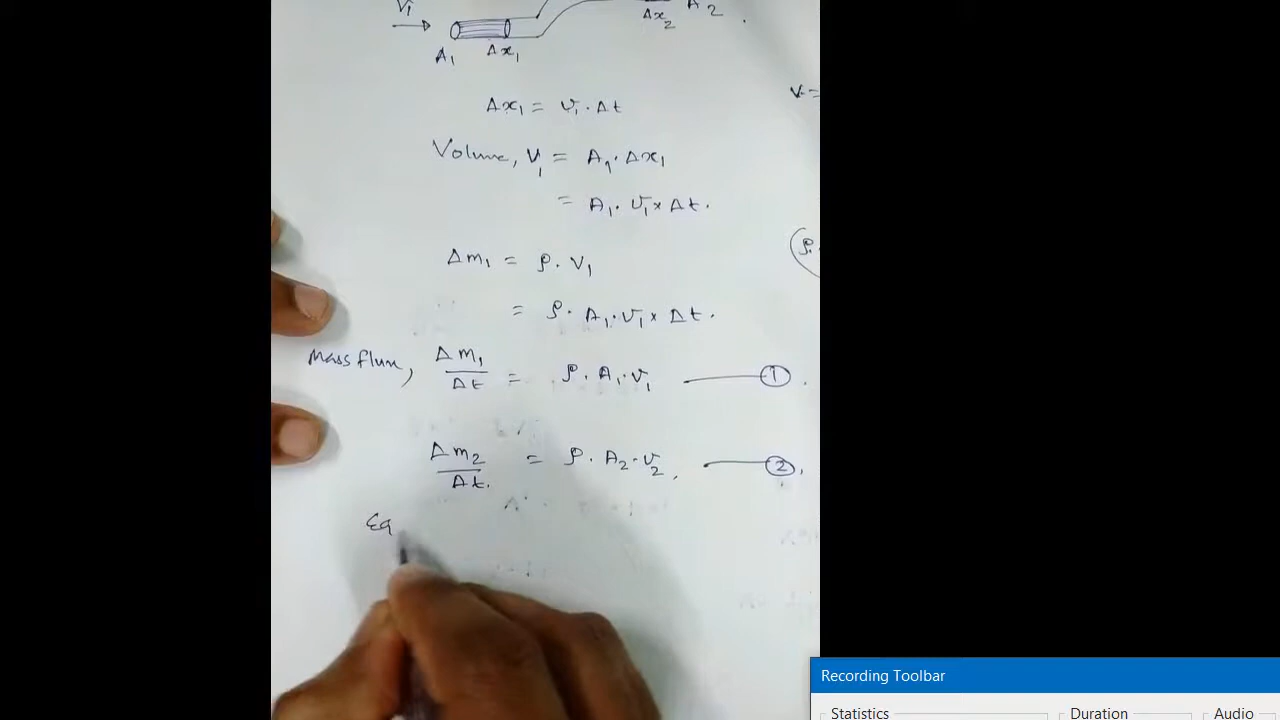 V₁
A₁ Δx₁ Δx₂ A₂
Δx₁ = v₁ · Δt
v =
Volume, V₁ = A₁ · Δx₁
= A₁ · v₁ × Δt.
Δm₁ = ρ · V₁
ρ.
= ρ · A₁ · v₁ × Δt.
Mass flux, Δm₁/Δt = ρ · A₁ · v₁ —— ①.
Δm₂/Δt. = ρ · A₂ · v₂. —— ②.
Eq
Recording Toolbar
Statistics Duration Audio